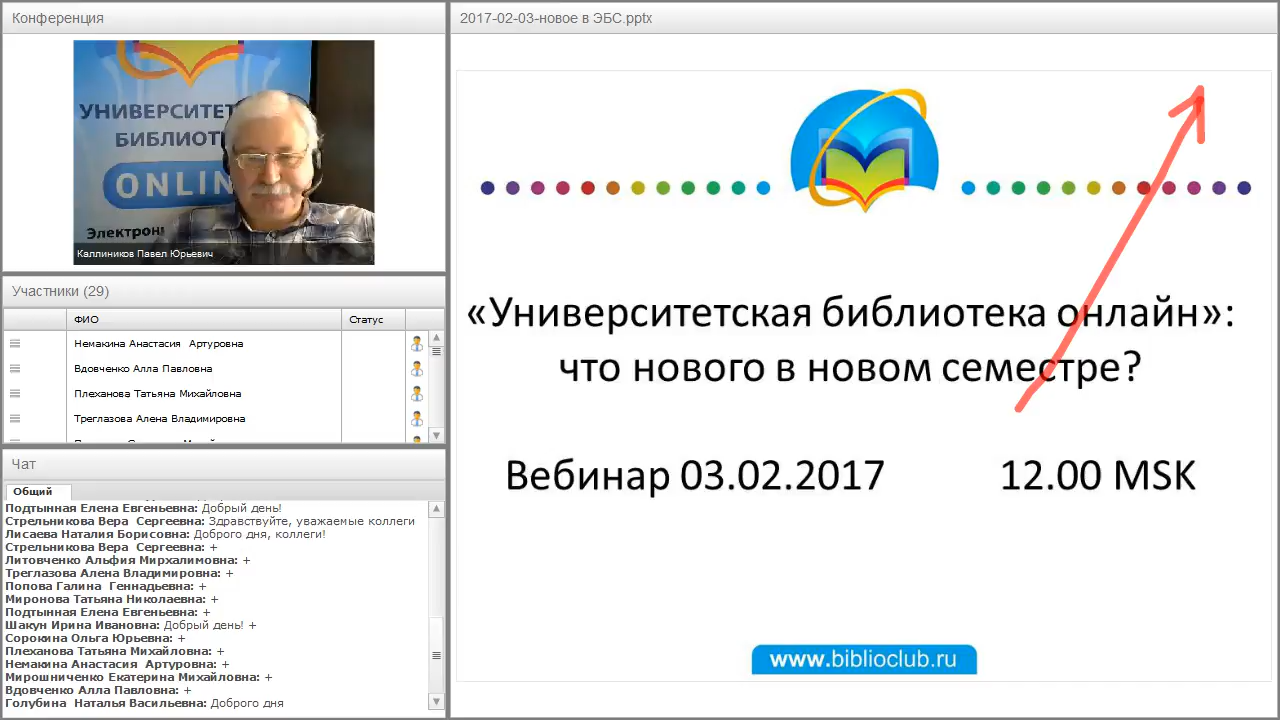 Конференция
УНИВЕРСИТЕТ
БИБЛИОТ
ONLIN
Электрон
Каллиников Павел Юрьевич
Участники (29)
ФИО Статус
Немакина Анастасия Артуровна
Вдовченко Алла Павловна
Плеханова Татьяна Михайловна
Треглазова Алена Владимировна
Чат
Общий
Подтынная Елена Евгеньевна: Добрый день!
Стрельникова Вера Сергеевна: Здравствуйте, уважаемые коллеги
Лисаева Наталия Борисовна: Доброго дня, коллеги!
Стрельникова Вера Сергеевна: +
Литовченко Альфия Мирхалимовна: +
Треглазова Алена Владимировна: +
Попова Галина Геннадьевна: +
Миронова Татьяна Николаевна: +
Подтынная Елена Евгеньевна: +
Шакун Ирина Ивановна: Добрый день! +
Сорокина Ольга Юрьевна: +
Плеханова Татьяна Михайловна: +
Немакина Анастасия Артуровна: +
Мирошниченко Екатерина Михайловна: +
Вдовченко Алла Павловна: +
Голубина Наталья Васильевна: Доброго дня
2017-02-03-новое в ЭБС.pptx
«Университетская библиотека онлайн»:
что нового в новом семестре?
Вебинар 03.02.2017 12.00 MSK
www.biblioclub.ru